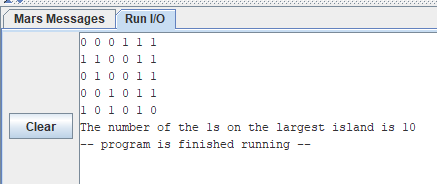 Mars Messages Run I/O
0 0 0 1 1 1
1 1 0 0 1 1
0 1 0 0 1 1
0 0 1 0 1 1
1 0 1 0 1 0
Clear
The number of the 1s on the largest island is 10
-- program is finished running --